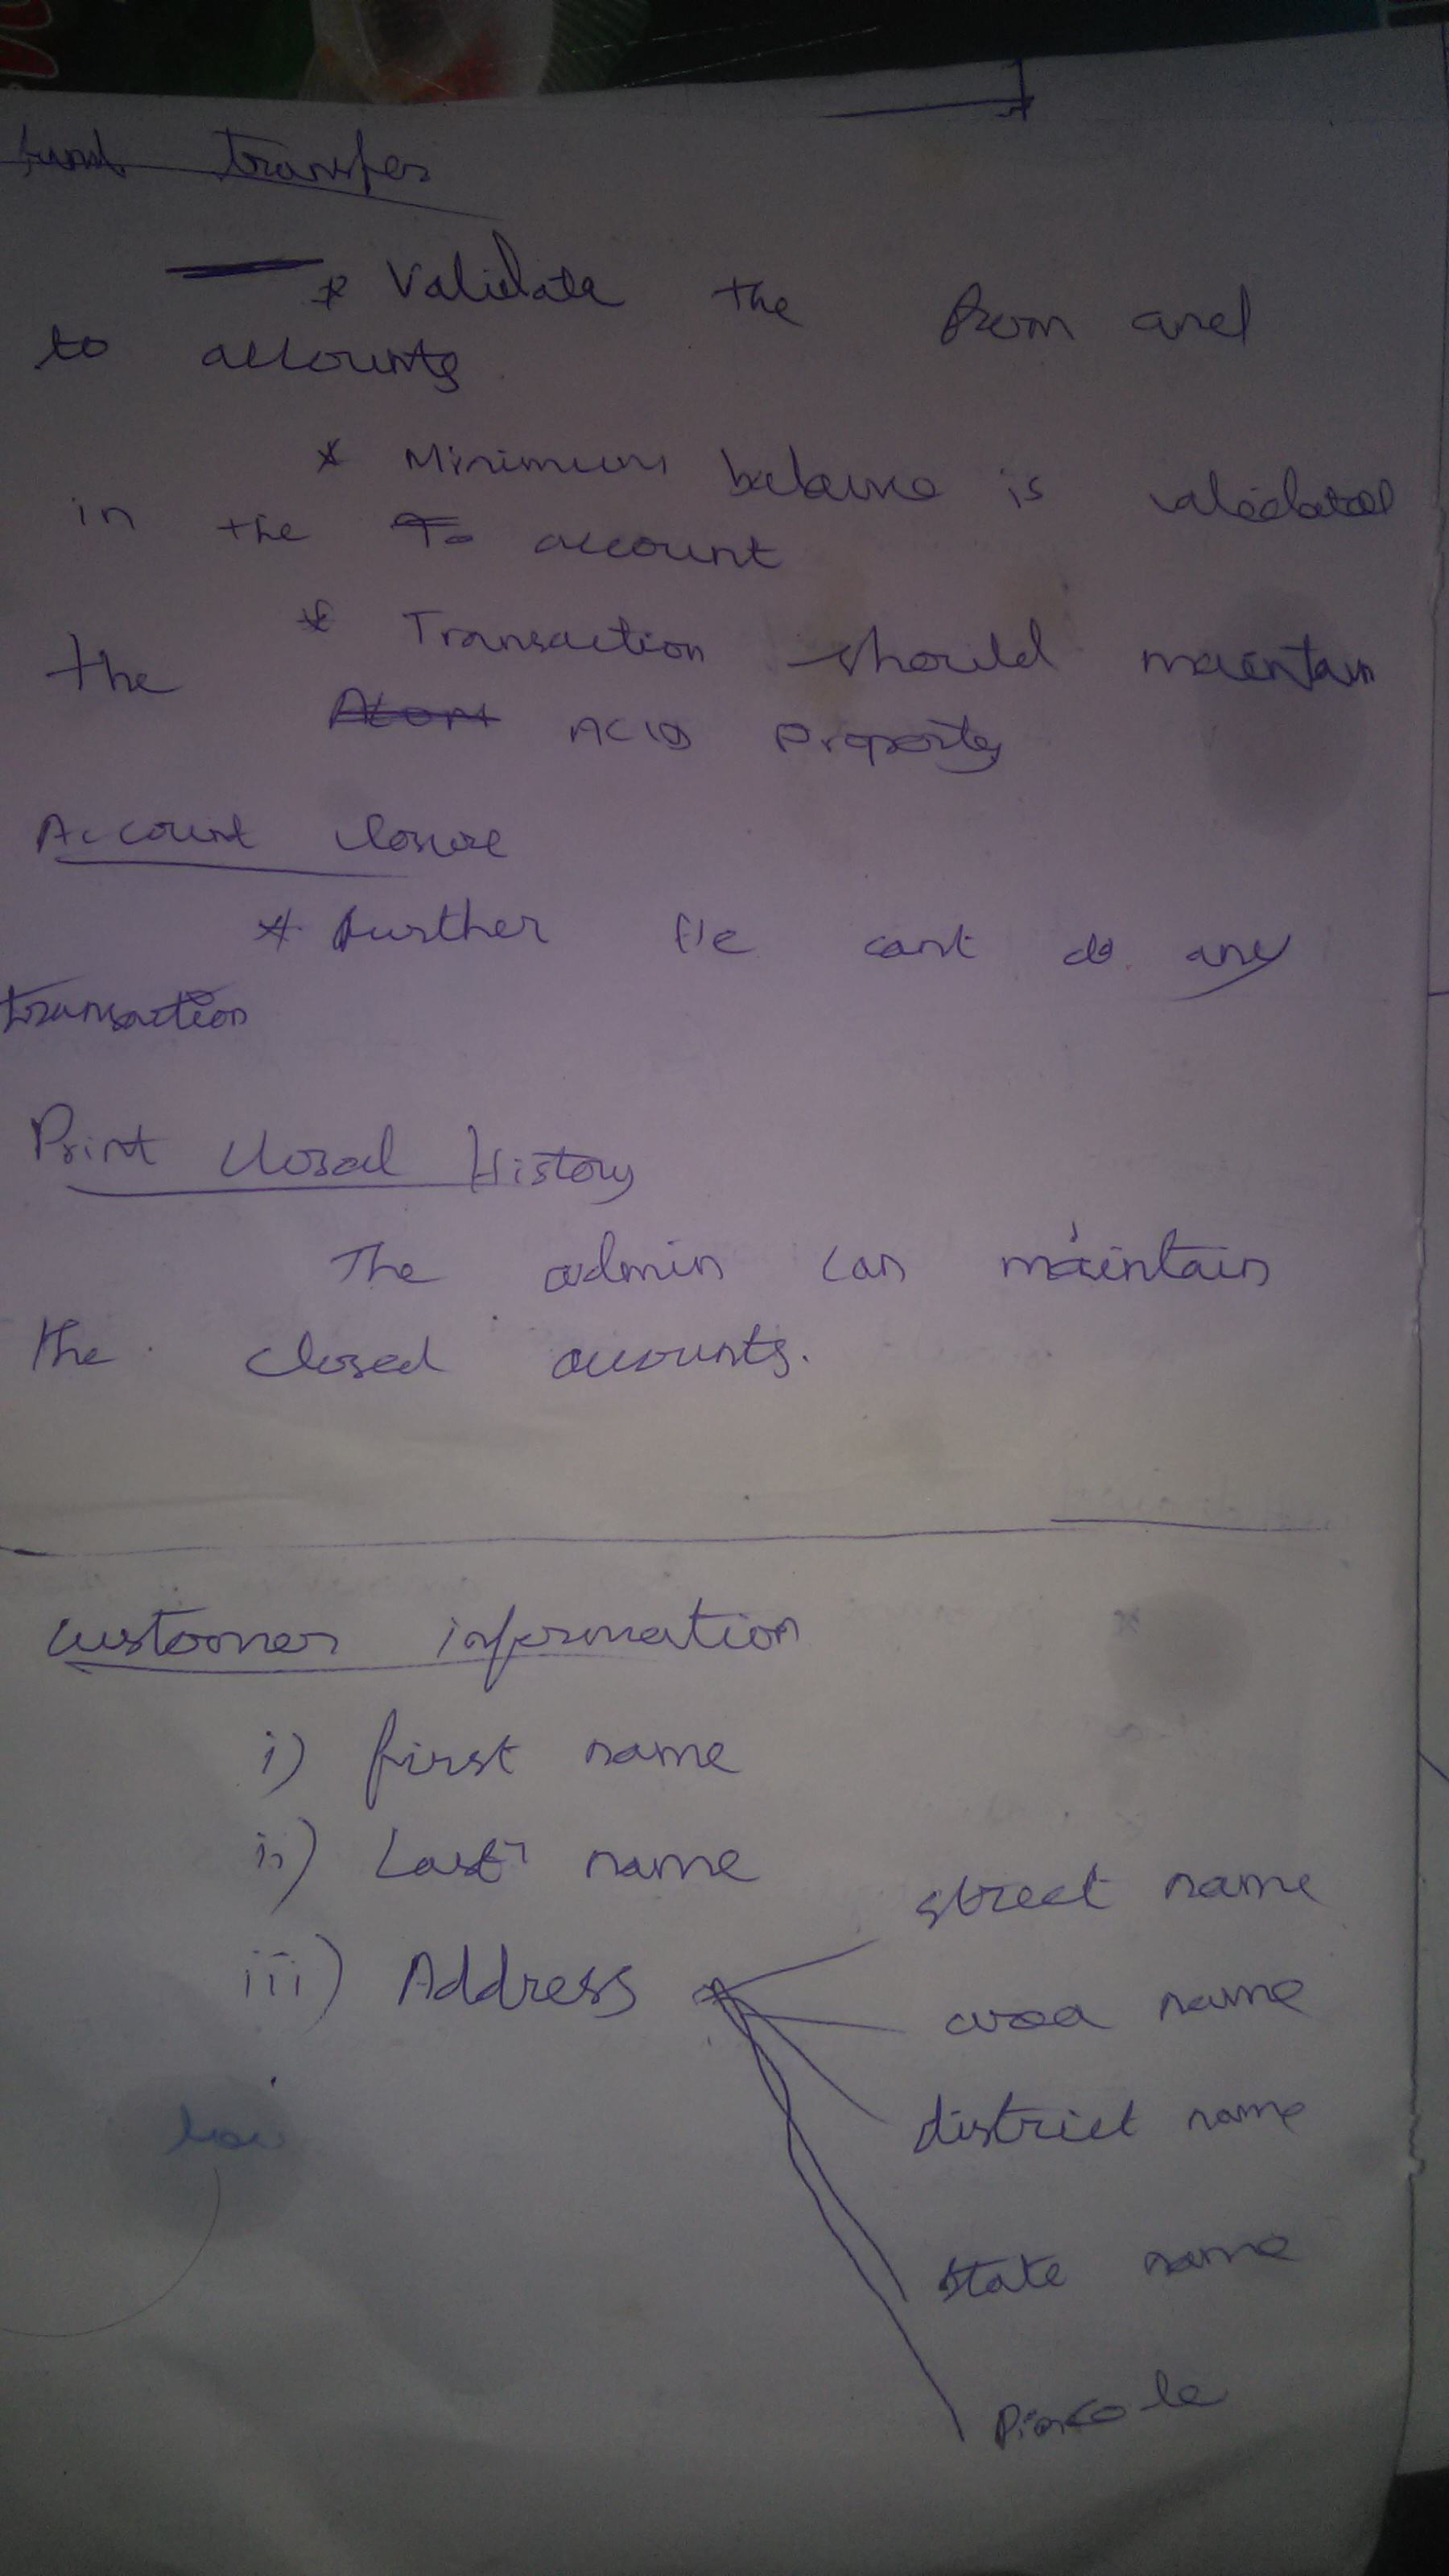 Fund transfer
* Validate the from and
to accounts
* Minimum balance is validated
in the To account
* Transaction should maintain
the Atom ACID Property
Account closure
* Further He cant do any
transaction
Print closed History
The admin can maintain
the closed accounts.
customer information
i) first name
ii) Last name
iii) Address
street name
area name
district name
state name
Pincode